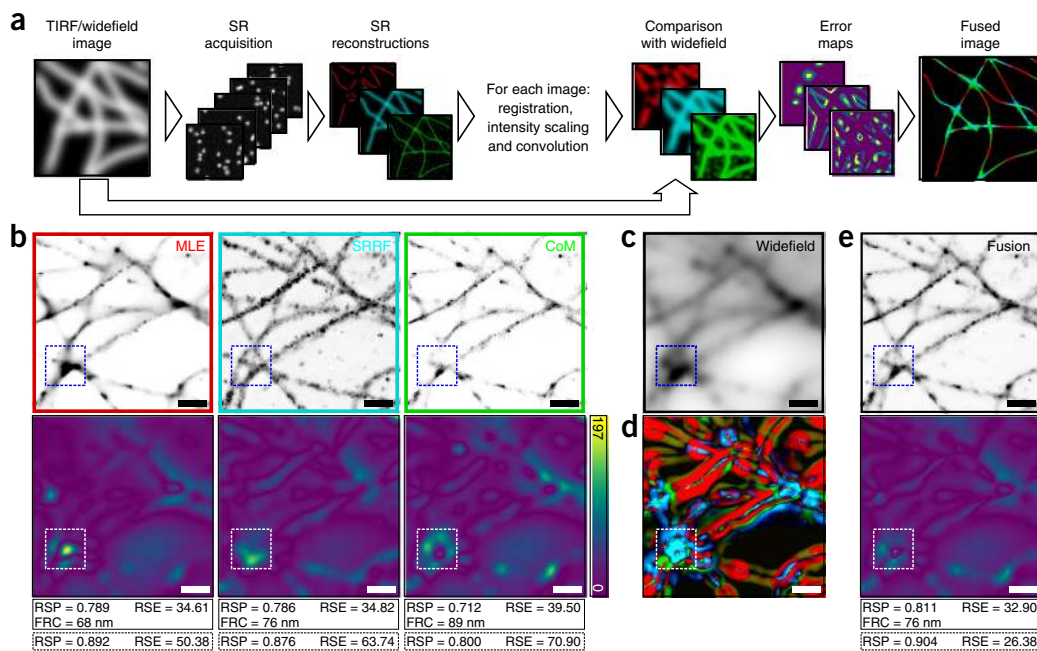 a
TIRF/widefield
image
SR
acquisition
SR
reconstructions
For each image:
registration,
intensity scaling
and convolution
Comparison
with widefield
Error
maps
Fused
image
b
MLE
SRRF
CoM
c
Widefield
e
Fusion
197
0
d
RSP = 0.789 RSE = 34.61
FRC = 68 nm
RSP = 0.892 RSE = 50.38
RSP = 0.786 RSE = 34.82
FRC = 76 nm
RSP = 0.876 RSE = 63.74
RSP = 0.712 RSE = 39.50
FRC = 89 nm
RSP = 0.800 RSE = 70.90
RSP = 0.811 RSE = 32.90
FRC = 76 nm
RSP = 0.904 RSE = 26.38